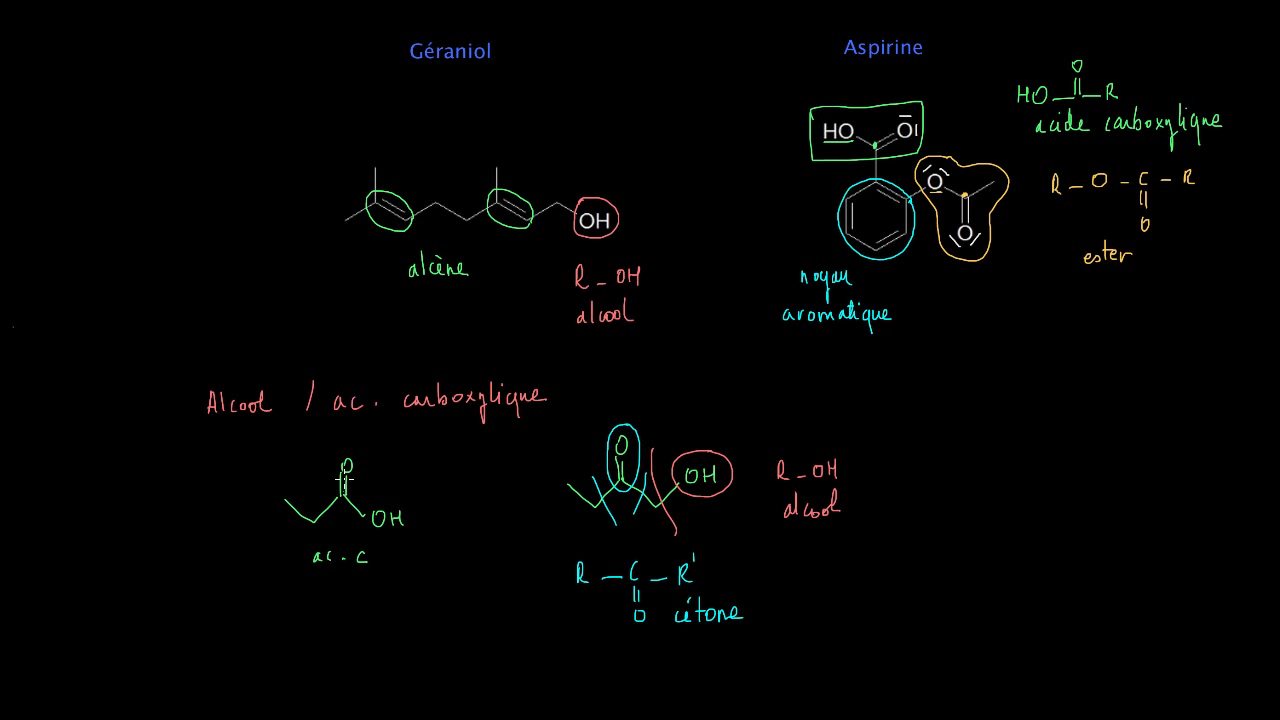 Géraniol
Aspirine
O
HO – R
acide carboxylique
HO O
O
O
R – O – C – R
O
ester
OH
alcène
R – OH
alcool
noyau
aromatique
Alcool / ac. carboxylique
O
OH
ac. C
O
OH
R – OH
alcool
R – C – R'
O cétone